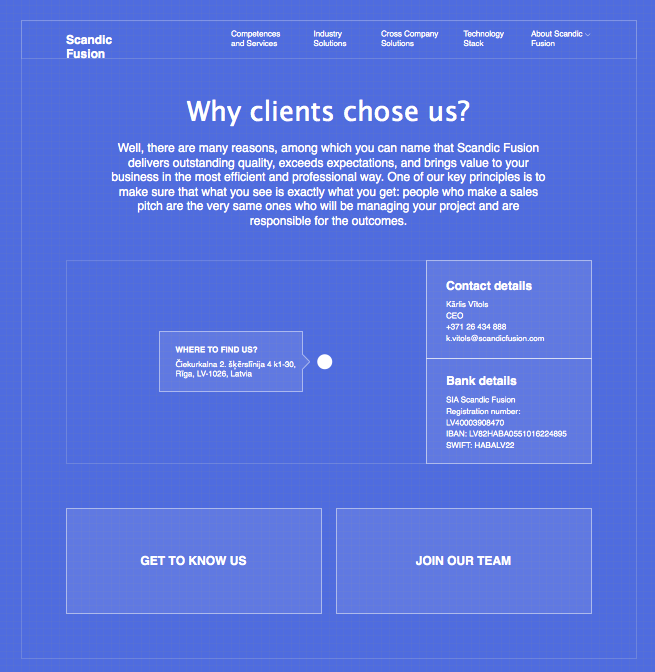 Scandic
Fusion
Competences
and Services
Industry
Solutions
Cross Company
Solutions
Technology
Stack
About Scandic
Fusion
Why clients chose us?
Well, there are many reasons, among which you can name that Scandic Fusion
delivers outstanding quality, exceeds expectations, and brings value to your
business in the most efficient and professional way. One of our key principles is to
make sure that what you see is exactly what you get: people who make a sales
pitch are the very same ones who will be managing your project and are
responsible for the outcomes.
WHERE TO FIND US?
Čiekurkalna 2. šķērslīnija 4 k1-30,
Rīga, LV-1026, Latvia
Contact details
Kārlis Vītols
CEO
+371 26 434 888
k.vitols@scandicfusion.com
Bank details
SIA Scandic Fusion
Registration number:
LV40003908470
IBAN: LV82HABA0551016224895
SWIFT: HABALV22
GET TO KNOW US
JOIN OUR TEAM